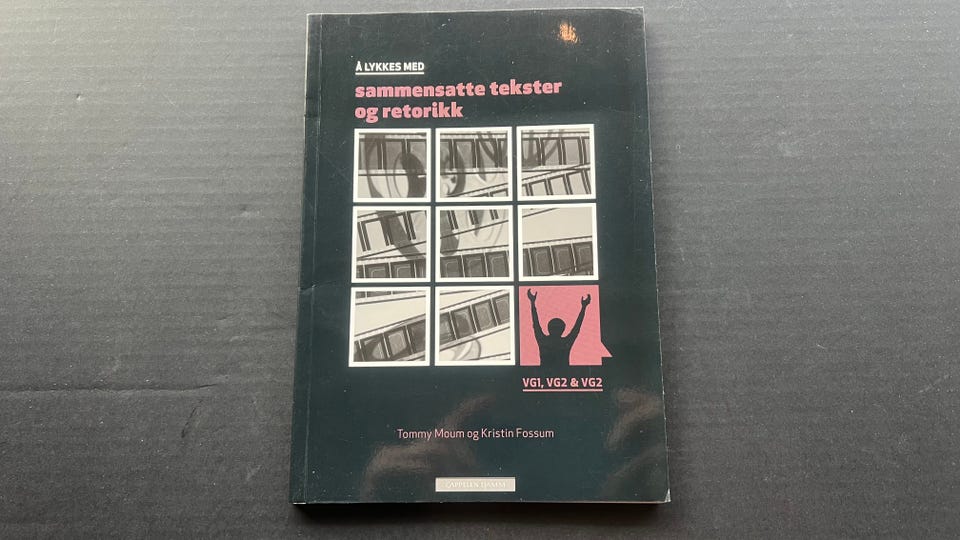 Å LYKKES MED
sammensatte tekster
og retorikk
VG1, VG2 & VG2
Tommy Moum og Kristin Fossum
CAPPELEN DAMM